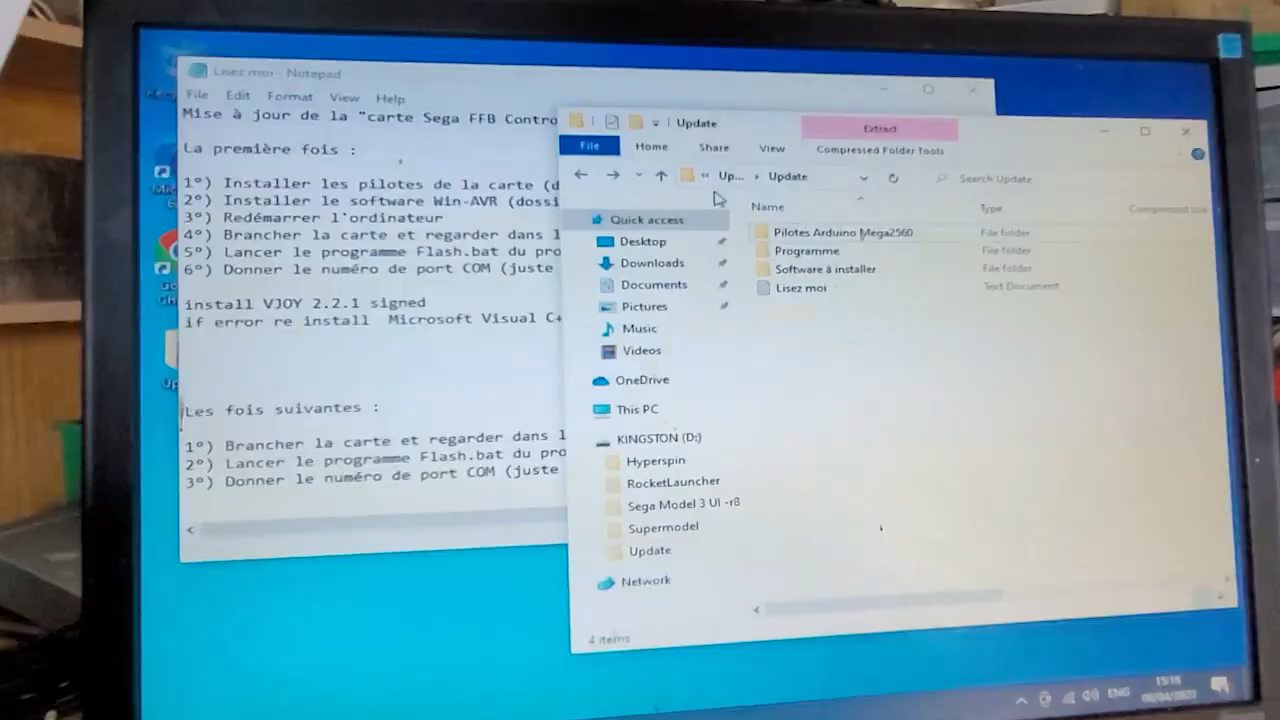 Lisez moi - Notepad
File Edit Format View Help
Mise à jour de la "carte Sega FFB Contro
La première fois :
1°) Installer les pilotes de la carte (d
2°) Installer le software Win-AVR (dossi
3°) Redémarrer l'ordinateur
4°) Brancher la carte et regarder dans l
5°) Lancer le programme Flash.bat du pro
6°) Donner le numéro de port COM (juste
install VJOY 2.2.1 signed
if error re install Microsoft Visual C+
Les fois suivantes :
1°) Brancher la carte et regarder dans l
2°) Lancer le programme Flash.bat du pro
3°) Donner le numéro de port COM (juste
Update
Extract
File Home Share View Compressed Folder Tools
« Up... › Update
Search Update
Name Type
Quick access
Desktop
Downloads
Documents
Pictures
Music
Videos
OneDrive
This PC
KINGSTON (D:)
Hyperspin
RocketLauncher
Sega Model 3 UI -r8
Supermodel
Update
Network
Pilotes Arduino Mega2560 File folder
Programme File folder
Software à installer File folder
Lisez moi Text Document
4 items
ENG